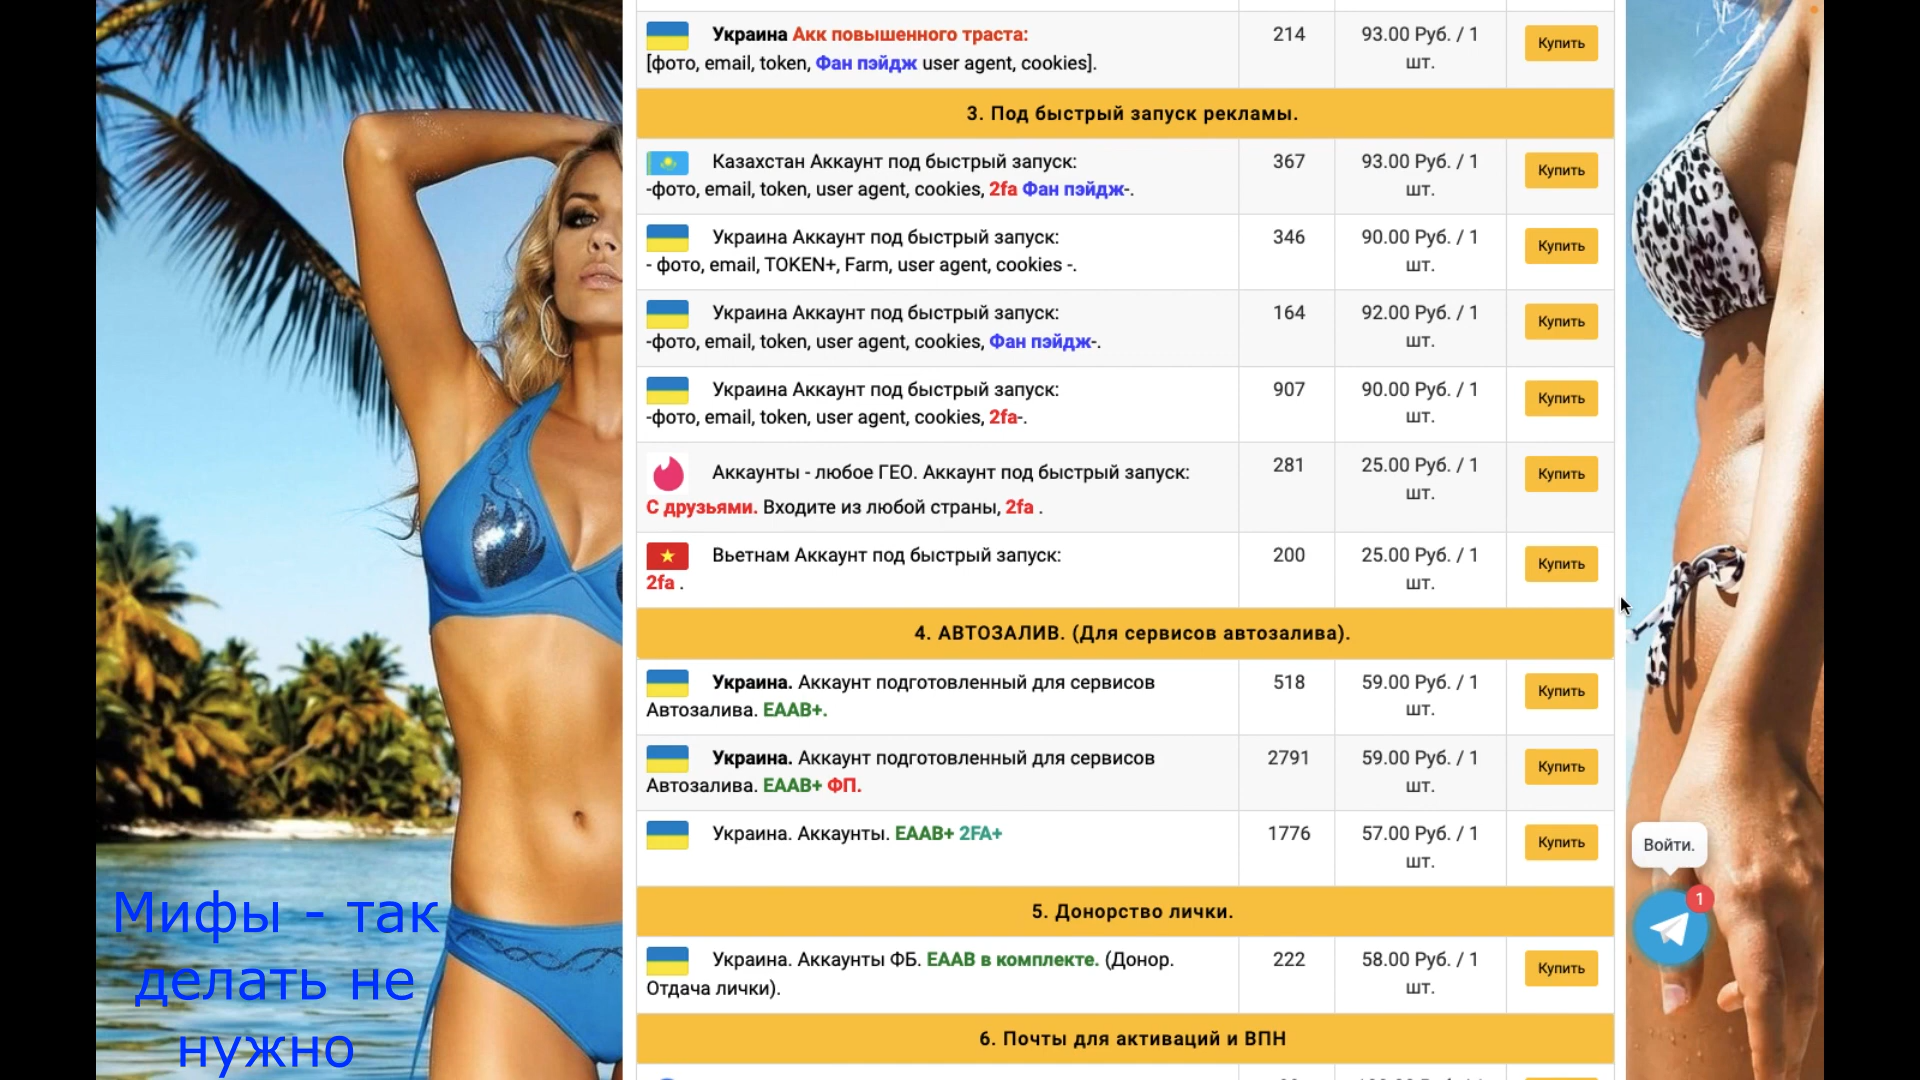 Украина Акк повышенного траста: 214 93.00 Руб. / 1 Купить
[фото, email, token, Фан пэйдж user agent, cookies]. шт.
3. Под быстрый запуск рекламы.
Казахстан Аккаунт под быстрый запуск: 367 93.00 Руб. / 1 Купить
-фото, email, token, user agent, cookies, 2fa Фан пэйдж-. шт.
Украина Аккаунт под быстрый запуск: 346 90.00 Руб. / 1 Купить
- фото, email, TOKEN+, Farm, user agent, cookies -. шт.
Украина Аккаунт под быстрый запуск: 164 92.00 Руб. / 1 Купить
-фото, email, token, user agent, cookies, Фан пэйдж-. шт.
Украина Аккаунт под быстрый запуск: 907 90.00 Руб. / 1 Купить
-фото, email, token, user agent, cookies, 2fa-. шт.
Аккаунты - любое ГЕО. Аккаунт под быстрый запуск: 281 25.00 Руб. / 1 Купить
С друзьями. Входите из любой страны, 2fa . шт.
Вьетнам Аккаунт под быстрый запуск: 200 25.00 Руб. / 1 Купить
2fa . шт.
4. АВТОЗАЛИВ. (Для сервисов автозалива).
Украина. Аккаунт подготовленный для сервисов 518 59.00 Руб. / 1 Купить
Автозалива. EAAB+. шт.
Украина. Аккаунт подготовленный для сервисов 2791 59.00 Руб. / 1 Купить
Автозалива. EAAB+ ФП. шт.
Украина. Аккаунты. EAAB+ 2FA+ 1776 57.00 Руб. / 1 Купить
шт.
5. Донорство лички.
Украина. Аккаунты ФБ. EAAB в комплекте. (Донор. 222 58.00 Руб. / 1 Купить
Отдача лички). шт.
6. Почты для активаций и ВПН
Войти.
1
Мифы - так
делать не
нужно